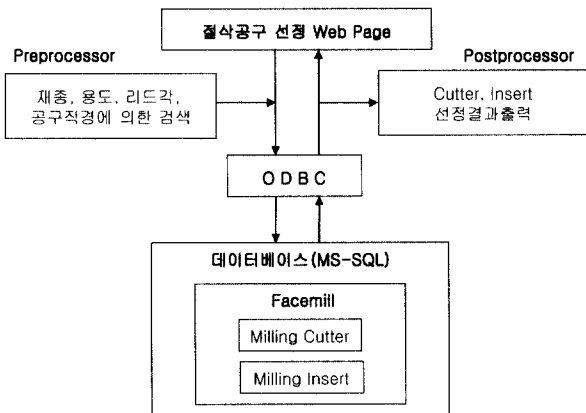 절삭공구 선정 Web Page
Preprocessor
Postprocessor
재종, 용도, 리드각,
공구직경에 의한 검색
Cutter, Insert
선정결과출력
O D B C
데이터베이스(MS-SQL)
Facemill
Milling Cutter
Milling Insert